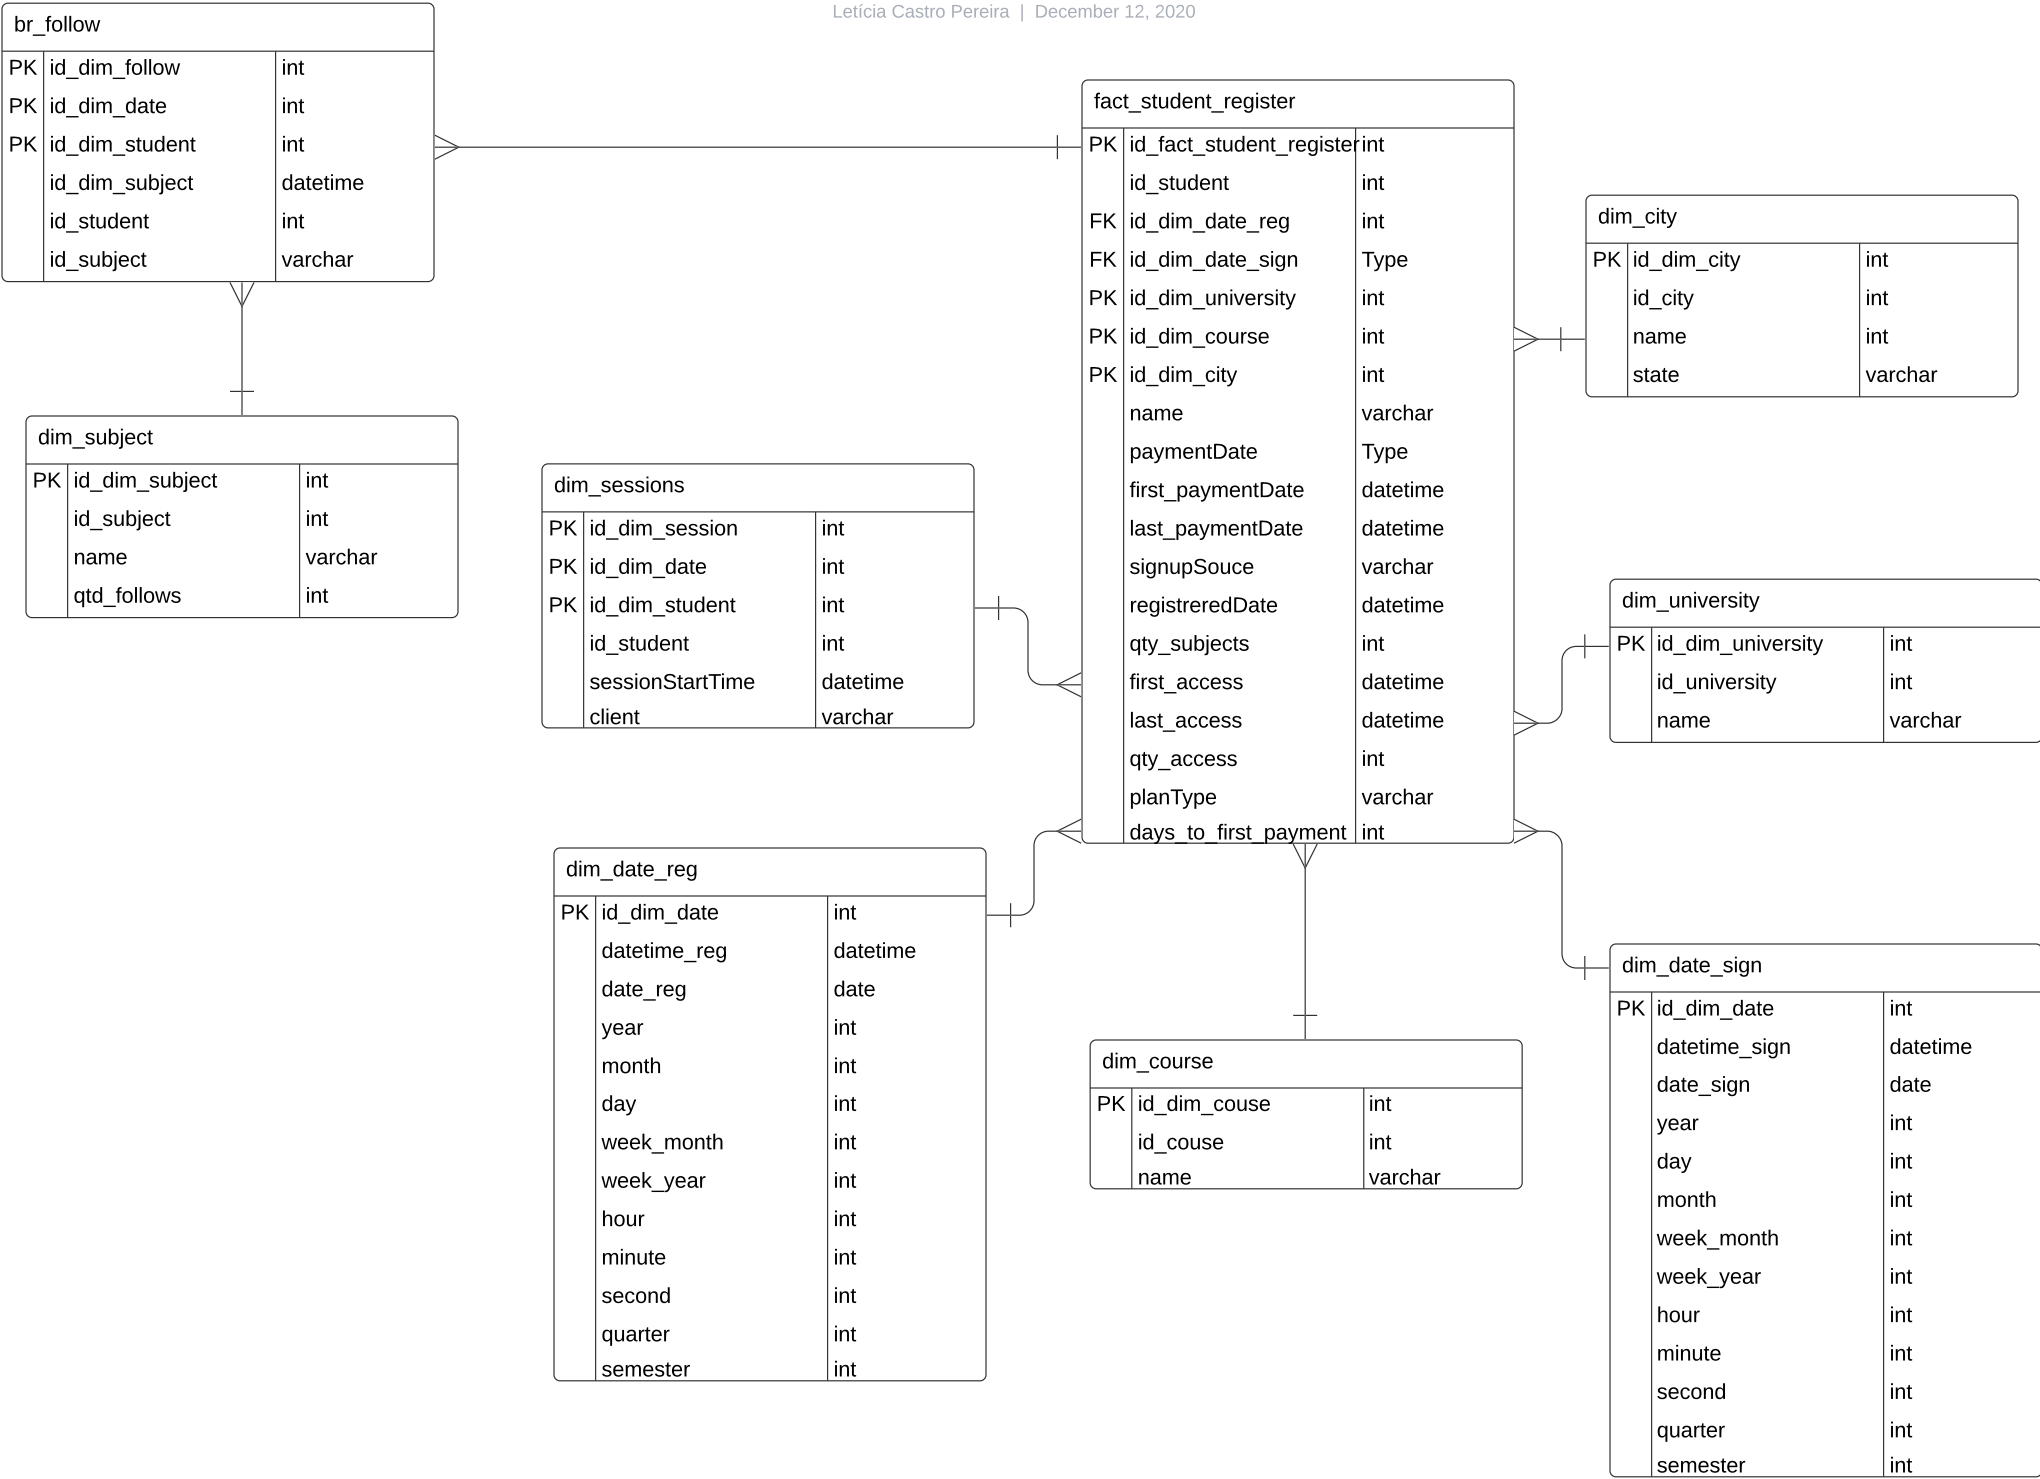 Letícia Castro Pereira | December 12, 2020
br_follow
PK id_dim_follow int
PK id_dim_date int
PK id_dim_student int
id_dim_subject datetime
id_student int
id_subject varchar
fact_student_register
PK id_fact_student_register int
id_student int
FK id_dim_date_reg int
FK id_dim_date_sign Type
PK id_dim_university int
PK id_dim_course int
PK id_dim_city int
name varchar
paymentDate Type
first_paymentDate datetime
last_paymentDate datetime
signupSouce varchar
registreredDate datetime
qty_subjects int
first_access datetime
last_access datetime
qty_access int
planType varchar
days_to_first_payment int
dim_city
PK id_dim_city int
id_city int
name int
state varchar
dim_subject
PK id_dim_subject int
id_subject int
name varchar
qtd_follows int
dim_sessions
PK id_dim_session int
PK id_dim_date int
PK id_dim_student int
id_student int
sessionStartTime datetime
client varchar
dim_university
PK id_dim_university int
id_university int
name varchar
dim_date_reg
PK id_dim_date int
datetime_reg datetime
date_reg date
year int
month int
day int
week_month int
week_year int
hour int
minute int
second int
quarter int
semester int
dim_course
PK id_dim_couse int
id_couse int
name varchar
dim_date_sign
PK id_dim_date int
datetime_sign datetime
date_sign date
year int
day int
month int
week_month int
week_year int
hour int
minute int
second int
quarter int
semester int